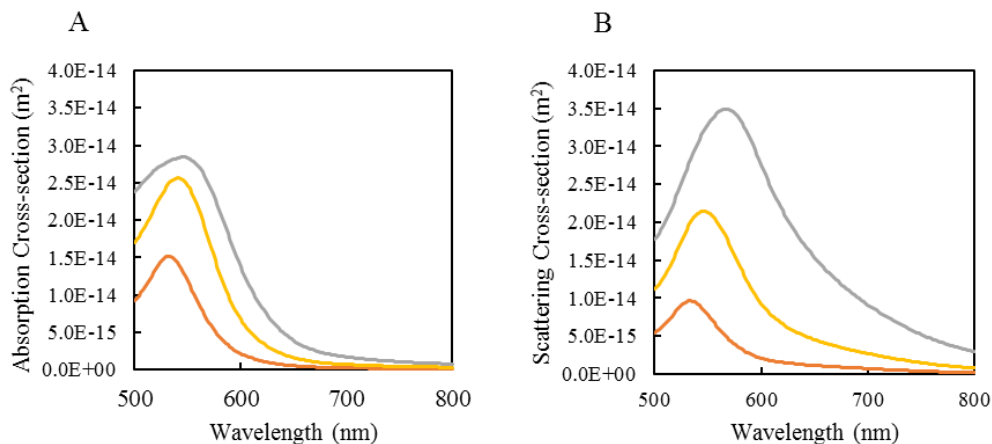 A
Absorption Cross-section (m²)
4.0E-14
3.5E-14
3.0E-14
2.5E-14
2.0E-14
1.5E-14
1.0E-14
5.0E-15
0.0E+00
500 600 700 800
Wavelength (nm)
B
Scattering Cross-section (m²)
4.0E-14
3.5E-14
3.0E-14
2.5E-14
2.0E-14
1.5E-14
1.0E-14
5.0E-15
0.0E+00
500 600 700 800
Wavelength (nm)